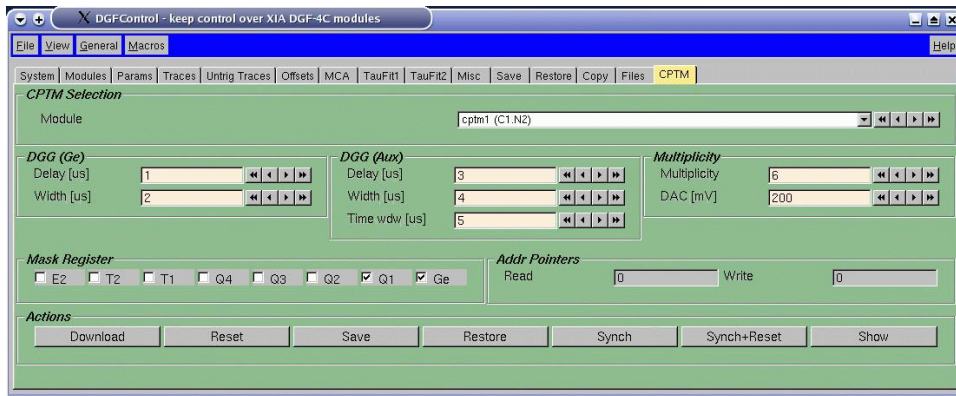 X DGFControl - keep control over XIA DGF-4C modules
File View General Macros Help
System Modules Params Traces Untrig Traces Offsets MCA TauFit1 TauFit2 Misc Save Restore Copy Files CPTM
CPTM Selection
Module cptm1 (C1.N2)
DGG (Ge) DGG (Aux) Multiplicity
Delay [us] 1 Delay [us] 3 Multiplicity 6
Width [us] 2 Width [us] 4 DAC [mV] 200
Time wdw [us] 5
Mask Register Addr Pointers
E2 T2 T1 Q4 Q3 Q2 Q1 Ge Read 0 Write 0
Actions
Download Reset Save Restore Synch Synch+Reset Show